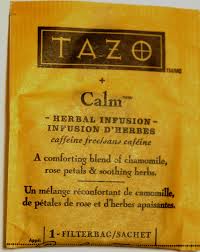 TAZO
+
Calm™
- HERBAL INFUSION -
INFUSION D'HERBES
caffeine free/sans caféine
A comforting blend of chamomile,
rose petals & soothing herbs.
Un mélange réconfortant de camomille,
de pétales de rose et d'herbes apaisantes.
1 - FILTERBAG/SACHET